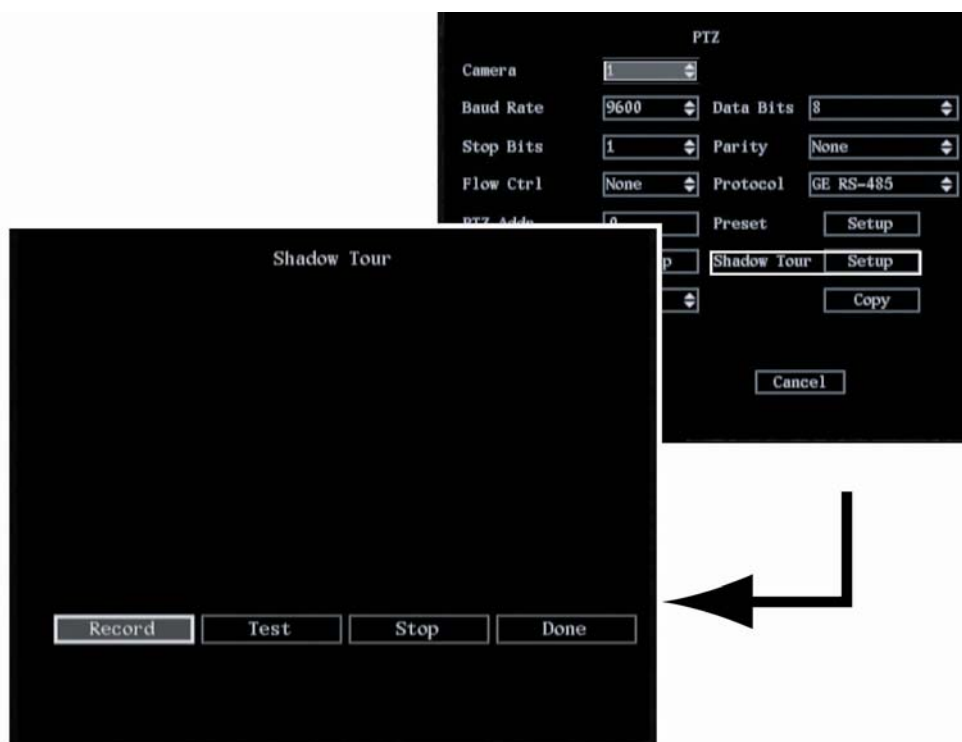 PTZ
Camera 1
Baud Rate 9600 Data Bits 8
Stop Bits 1 Parity None
Flow Ctrl None Protocol GE RS-485
Preset Setup
Shadow Tour Setup
Copy
Cancel
Shadow Tour
Record Test Stop Done